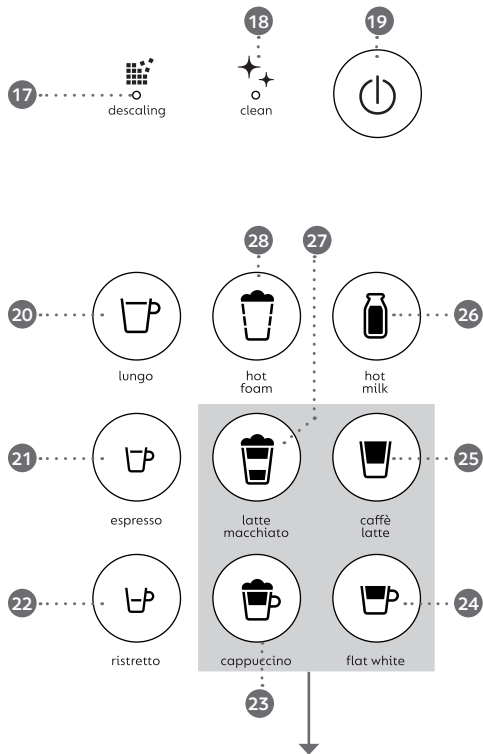 18
19
17
descaling
clean
28
27
20
26
lungo
hot
foam
hot
milk
21
25
espresso
latte
macchiato
caffè
latte
22
24
ristretto
cappuccino
flat white
23